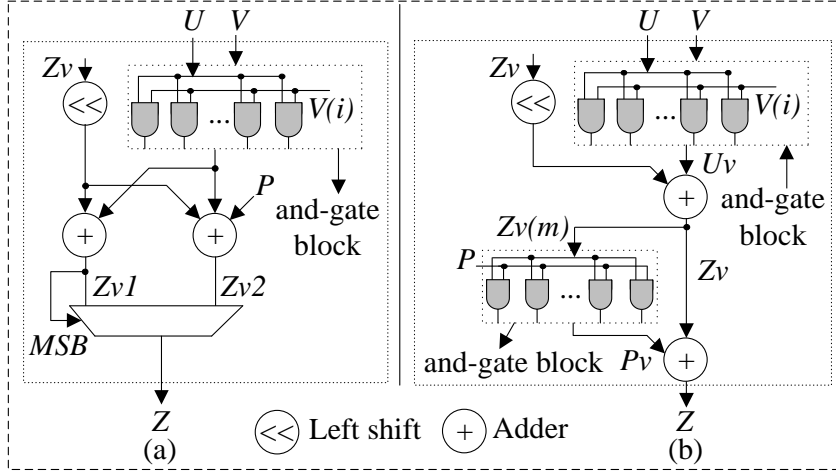 U V
Zv
<<
V(i)
...
P
and-gate
block
+
+
Zv1 Zv2
MSB
Z
(a)
U V
Zv
<<
V(i)
...
Uv
and-gate
block
+
Zv(m)
P
Zv
...
and-gate block
Pv
+
Z
(b)
<< Left shift + Adder